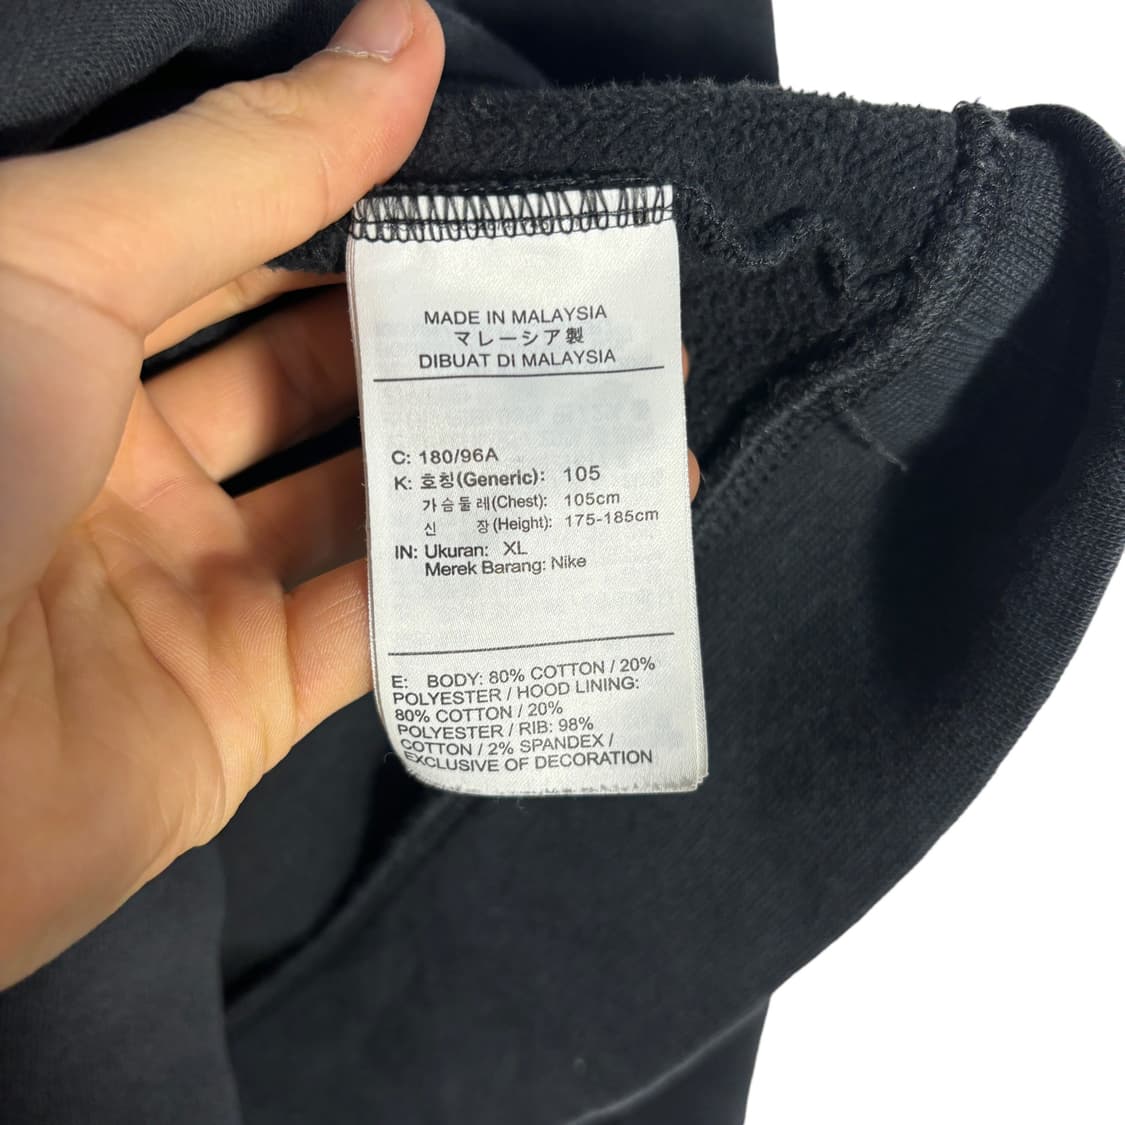 MADE IN MALAYSIA
マレーシア製
DIBUAT DI MALAYSIA
C: 180/96A
K: 호칭(Generic): 105
가슴둘레(Chest): 105cm
신 장(Height): 175-185cm
IN: Ukuran: XL
Merek Barang: Nike
E: BODY: 80% COTTON / 20%
POLYESTER / HOOD LINING:
80% COTTON / 20%
POLYESTER / RIB: 98%
COTTON / 2% SPANDEX /
EXCLUSIVE OF DECORATION